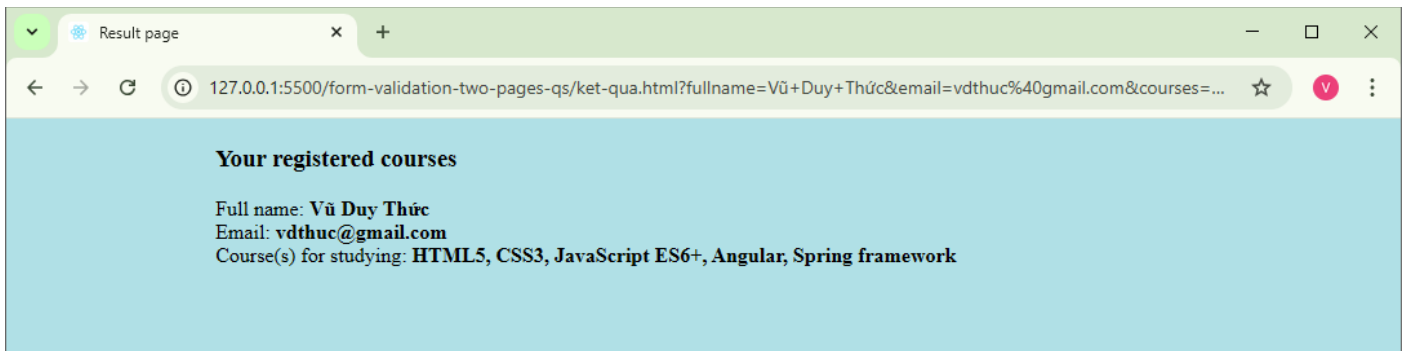 Result page
127.0.0.1:5500/form-validation-two-pages-qs/ket-qua.html?fullname=Vũ+Duy+Thức&email=vdthuc%40gmail.com&courses=...
V
Your registered courses
Full name: Vũ Duy Thức
Email: vdthuc@gmail.com
Course(s) for studying: HTML5, CSS3, JavaScript ES6+, Angular, Spring framework